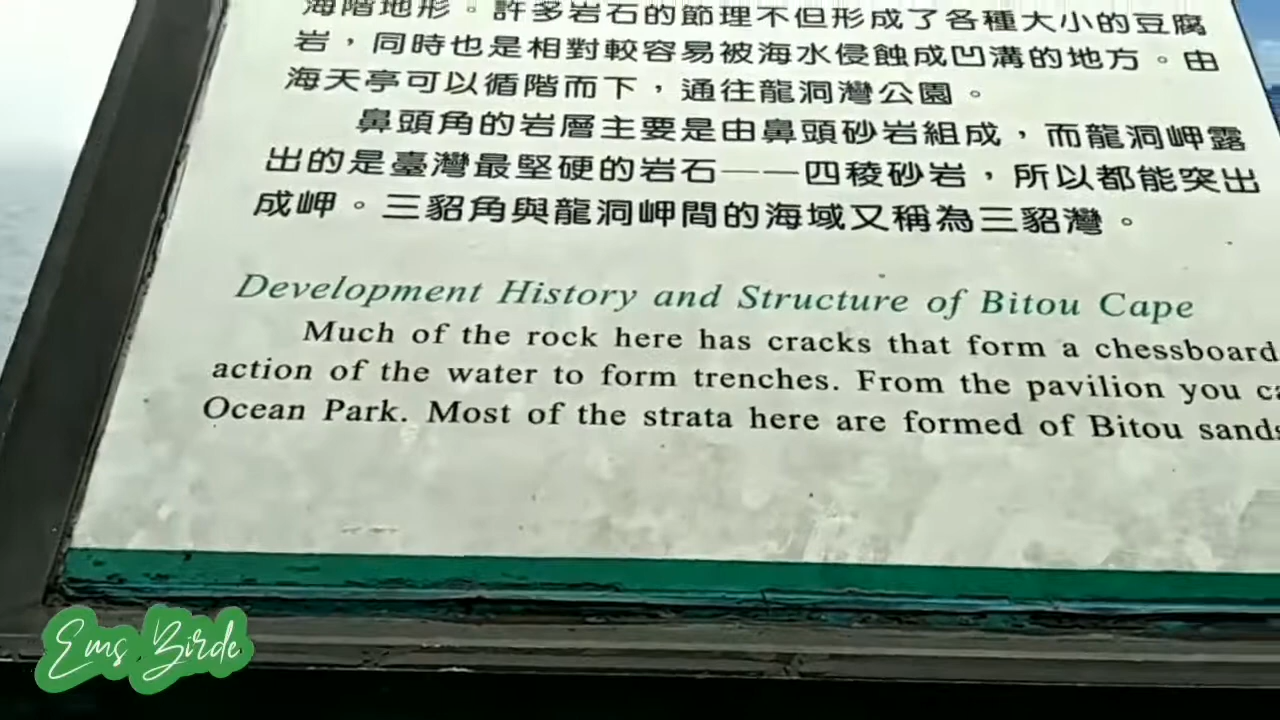 海階地形。許多岩石的節理不但形成了各種大小的豆腐
岩，同時也是相對較容易被海水侵蝕成凹溝的地方。由
海天亭可以循階而下，通往龍洞灣公園。
鼻頭角的岩層主要是由鼻頭砂岩組成，而龍洞岬露
出的是臺灣最堅硬的岩石——四稜砂岩，所以都能突出
成岬。三貂角與龍洞岬間的海域又稱為三貂灣。
Development History and Structure of Bitou Cape
Much of the rock here has cracks that form a chessboard
action of the water to form trenches. From the pavilion you
Ocean Park. Most of the strata here are formed of Bitou
Ems Birde